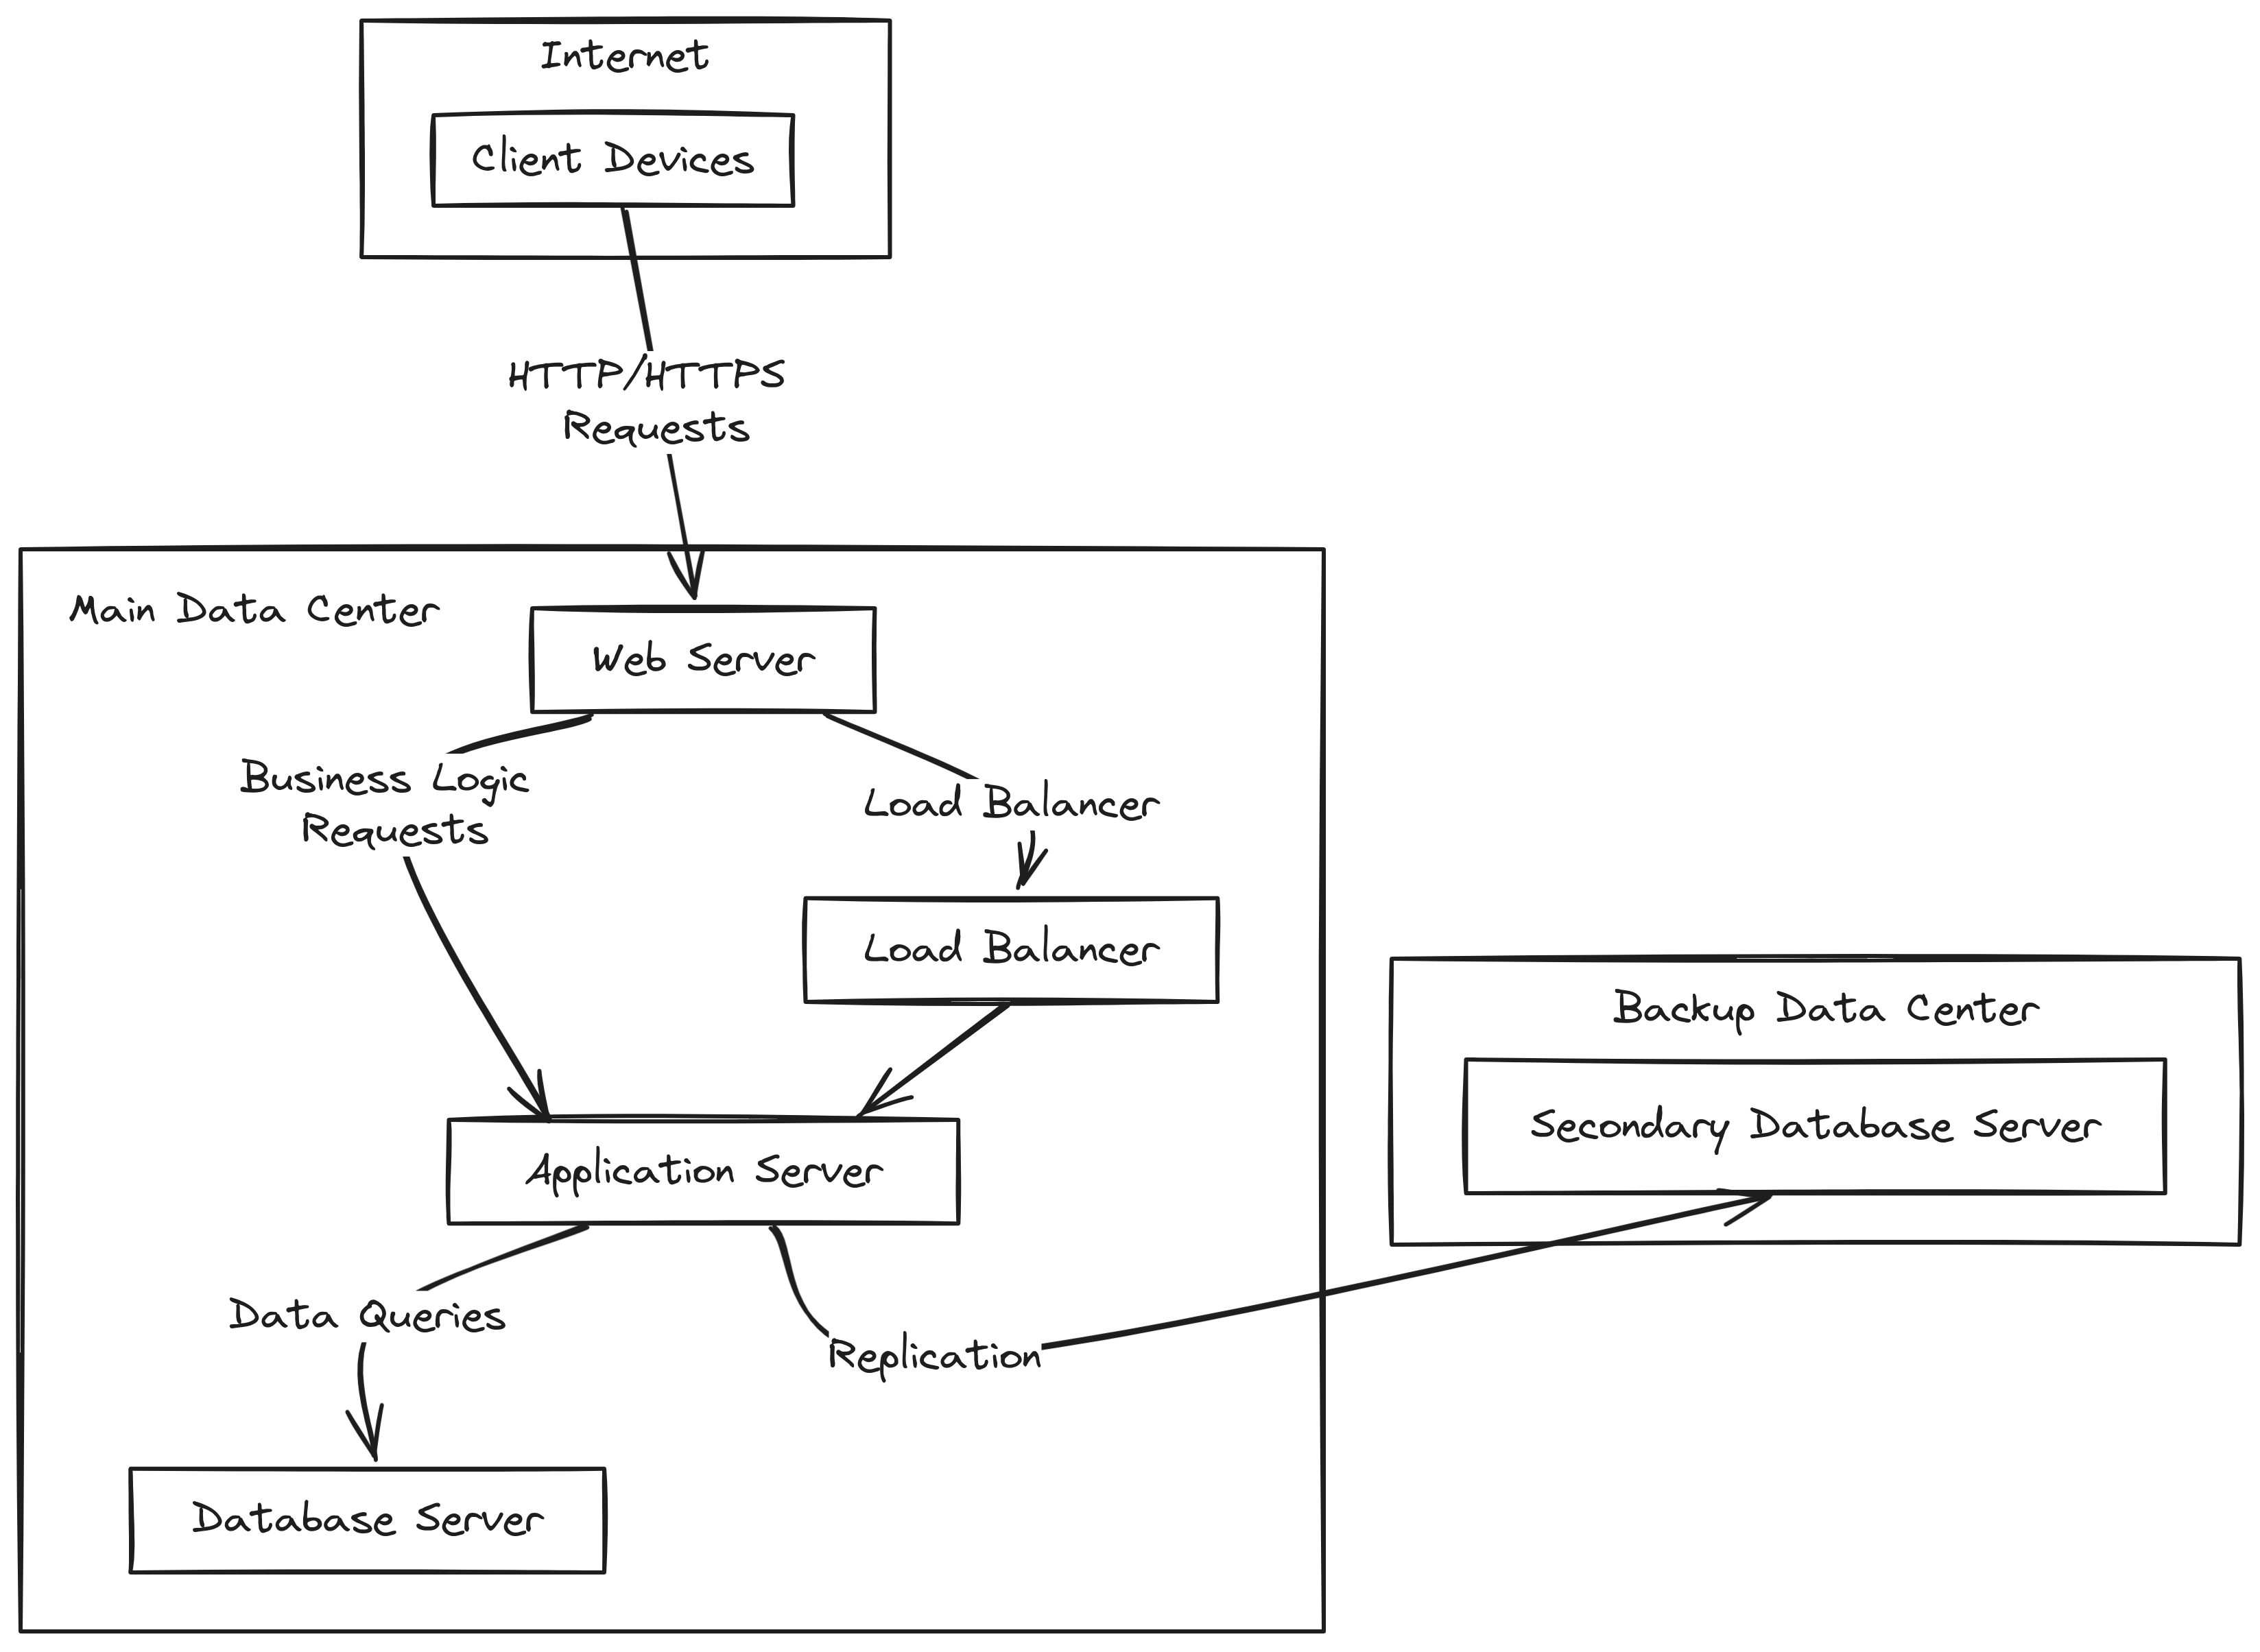 Internet
Client Devices
HTTP/HTTPS
Requests
Main Data Center
Web Server
Business Logic
Requests
Load Balancer
Load Balancer
Backup Data Center
Secondary Database Server
Application Server
Data Queries
Replication
Database Server